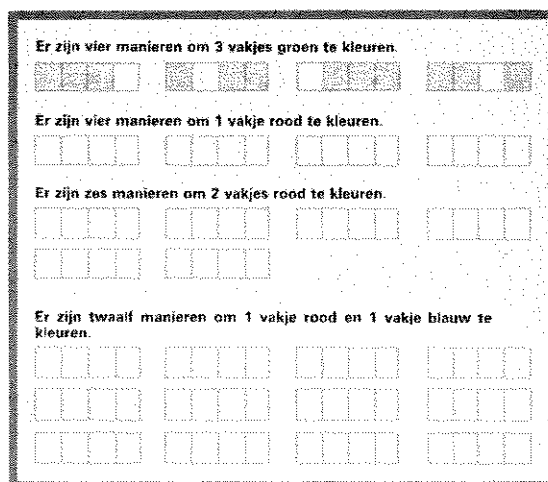 Er zijn vier manieren om 3 vakjes groen te kleuren.
Er zijn vier manieren om 1 vakje rood te kleuren.
Er zijn zes manieren om 2 vakjes rood te kleuren.
Er zijn twaalf manieren om 1 vakje rood en 1 vakje blauw te
kleuren.